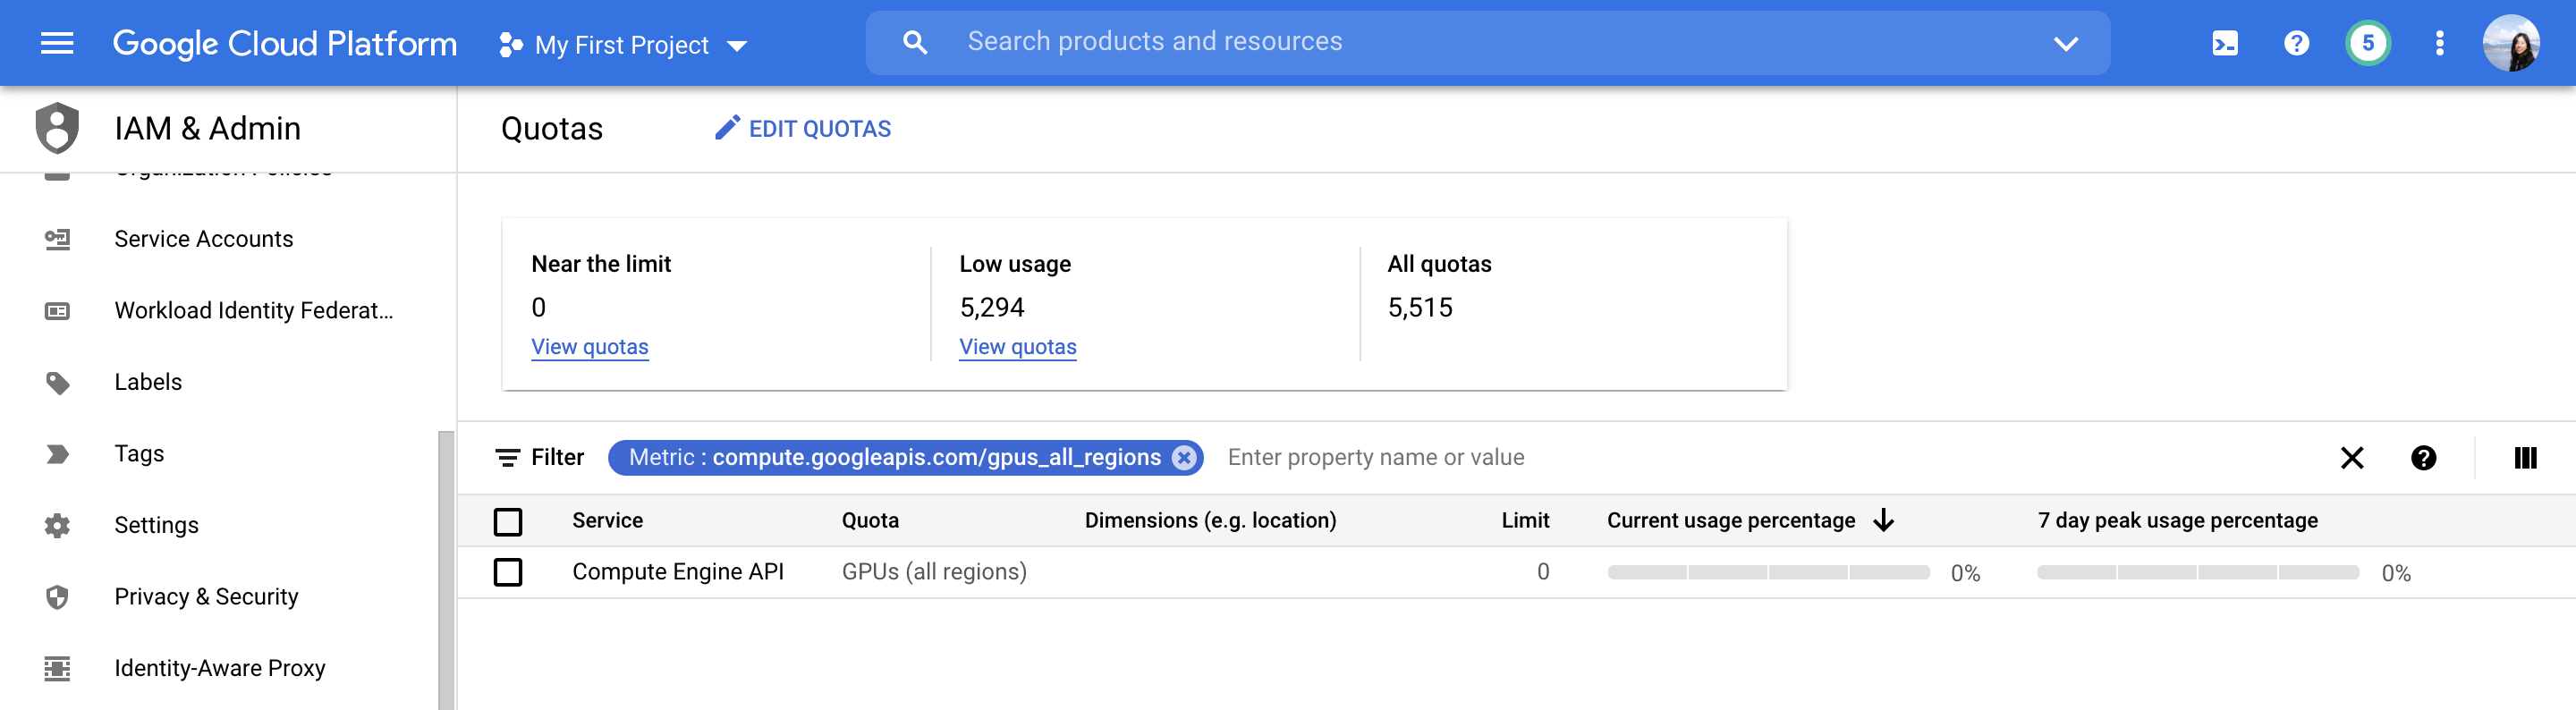 Google Cloud Platform
My First Project
Search products and resources
5
IAM & Admin
Quotas
EDIT QUOTAS
Organization Policies
Service Accounts
Workload Identity Federat...
Labels
Tags
Settings
Privacy & Security
Identity-Aware Proxy
Near the limit
0
View quotas
Low usage
5,294
View quotas
All quotas
5,515
Filter
Metric : compute.googleapis.com/gpus_all_regions
Enter property name or value
Service Quota Dimensions (e.g. location) Limit Current usage percentage 7 day peak usage percentage
Compute Engine API GPUs (all regions) 0 0% 0%